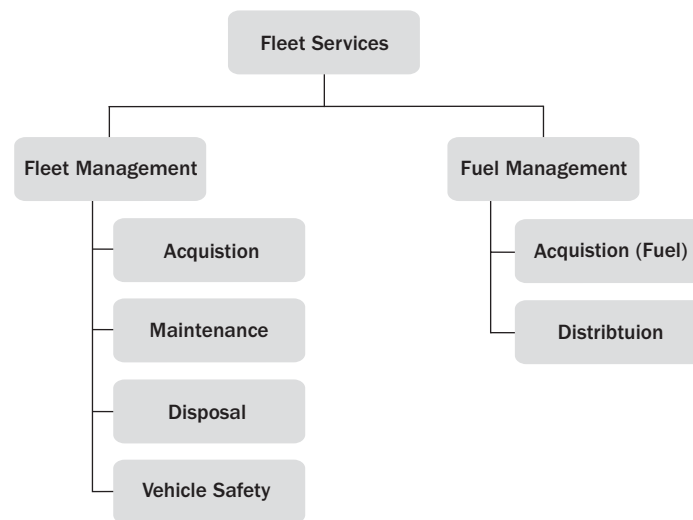 Fleet Services
Fleet Management
Fuel Management
Acquistion
Acquistion (Fuel)
Maintenance
Distribtuion
Disposal
Vehicle Safety